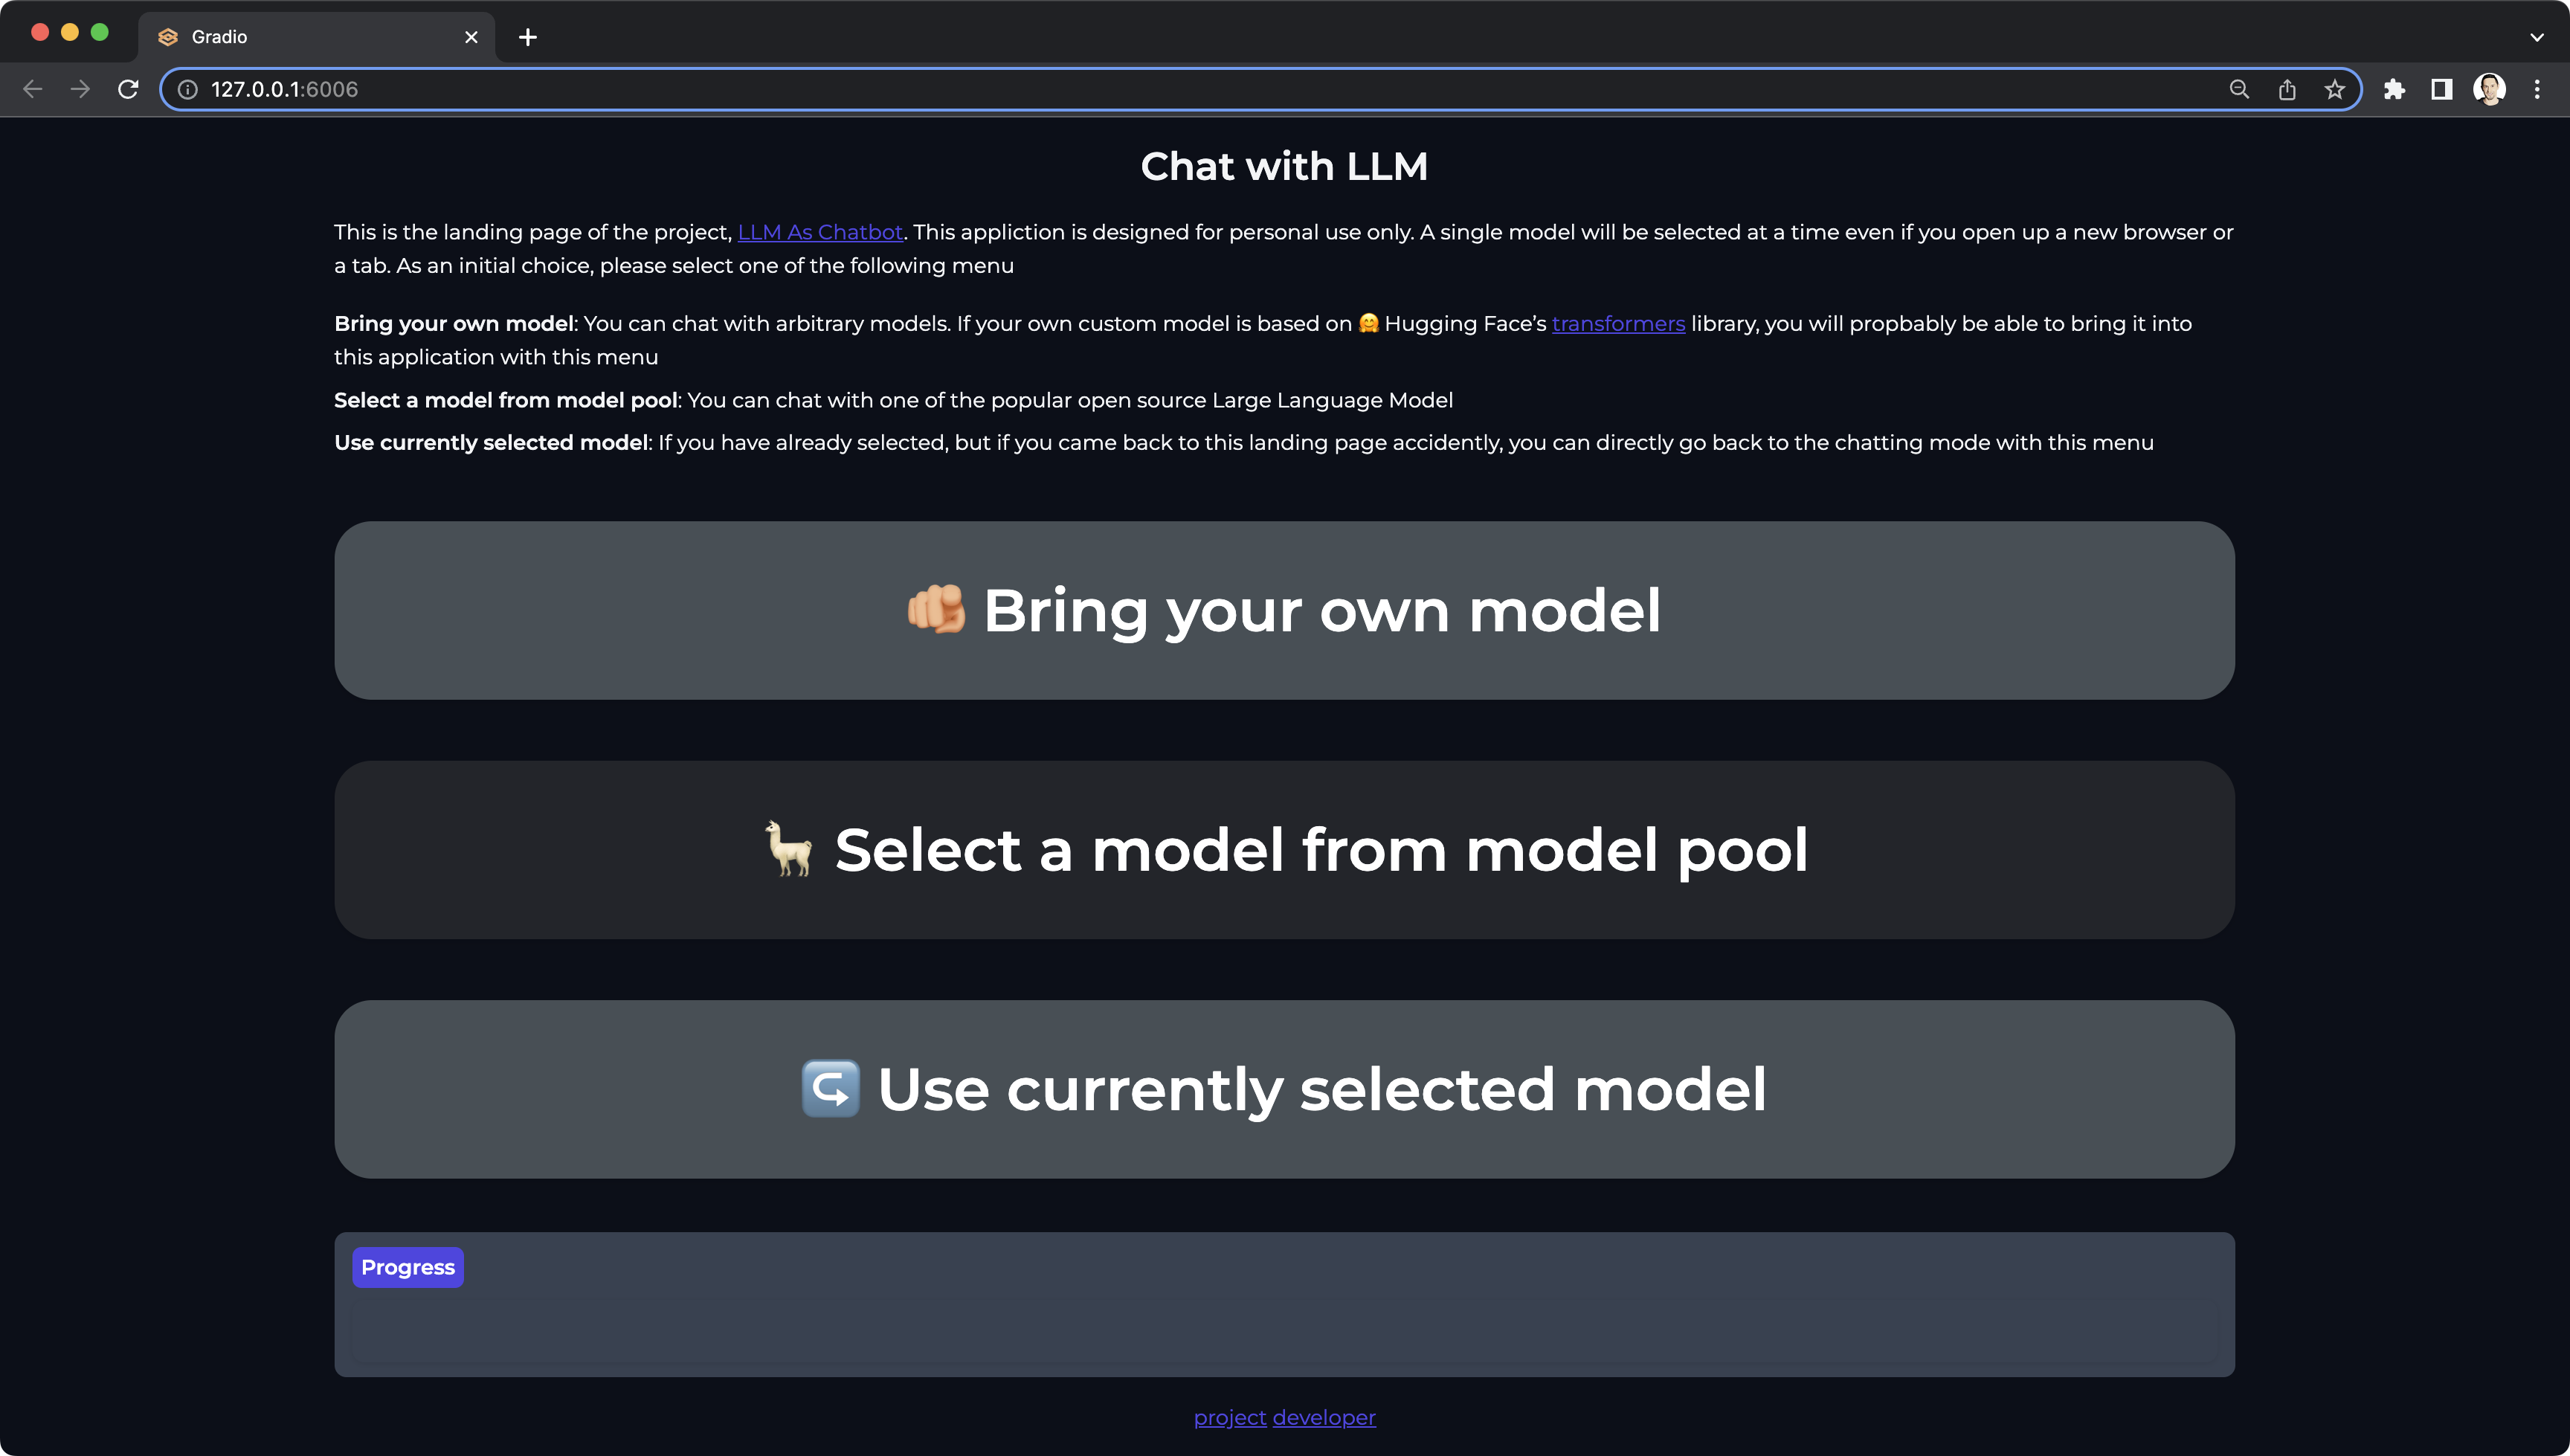 Gradio
127.0.0.1:6006
Chat with LLM
This is the landing page of the project, LLM As Chatbot. This appliction is designed for personal use only. A single model will be selected at a time even if you open up a new browser or
a tab. As an initial choice, please select one of the following menu
Bring your own model: You can chat with arbitrary models. If your own custom model is based on 🤗 Hugging Face’s transformers library, you will propbably be able to bring it into
this application with this menu
Select a model from model pool: You can chat with one of the popular open source Large Language Model
Use currently selected model: If you have already selected, but if you came back to this landing page accidently, you can directly go back to the chatting mode with this menu
🫵🏼 Bring your own model
🦙 Select a model from model pool
↪️ Use currently selected model
Progress
project developer